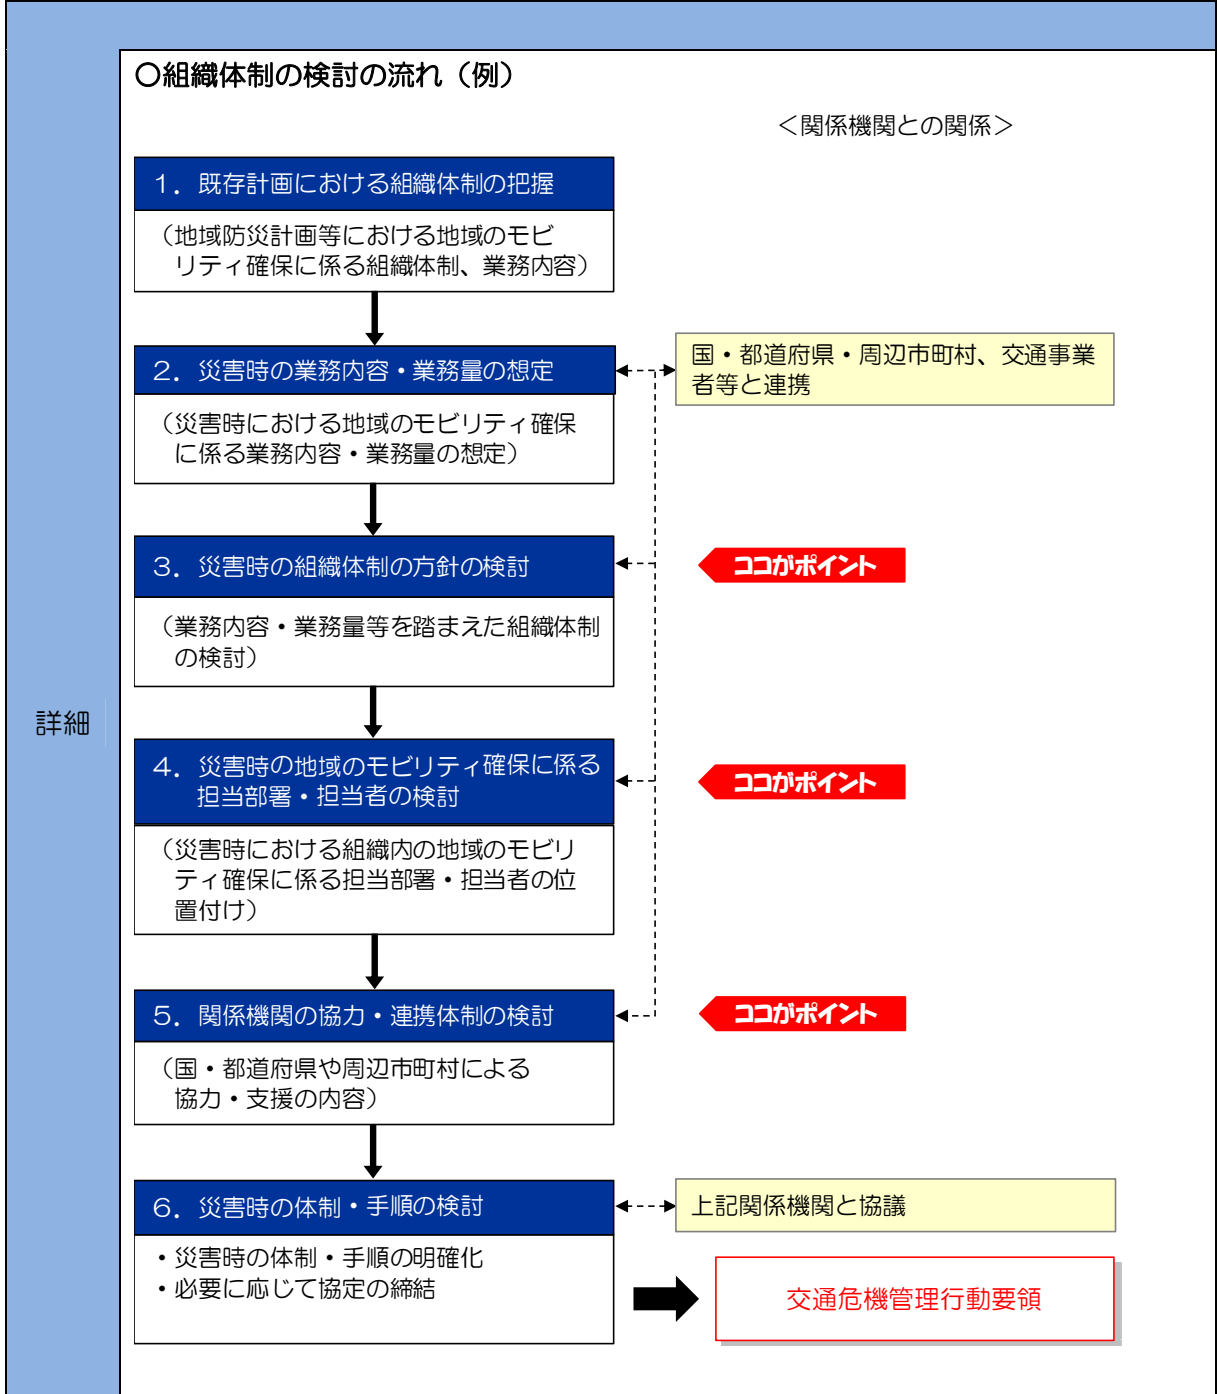 〇組織体制の検討の流れ（例）
＜関係機関との関係＞
１．既存計画における組織体制の把握
（地域防災計画等における地域のモビ
リティ確保に係る組織体制、業務内容）
２．災害時の業務内容・業務量の想定
国・都道府県・周辺市町村、交通事業
者等と連携
（災害時における地域のモビリティ確保
に係る業務内容・業務量の想定）
３．災害時の組織体制の方針の検討
ココがポイント
（業務内容・業務量等を踏まえた組織体制
の検討）
詳細
４．災害時の地域のモビリティ確保に係る
担当部署・担当者の検討
ココがポイント
（災害時における組織内の地域のモビリ
ティ確保に係る担当部署・担当者の位
置付け）
５．関係機関の協力・連携体制の検討
ココがポイント
（国・都道府県や周辺市町村による
協力・支援の内容）
６．災害時の体制・手順の検討
上記関係機関と協議
・災害時の体制・手順の明確化
・必要に応じて協定の締結
交通危機管理行動要領